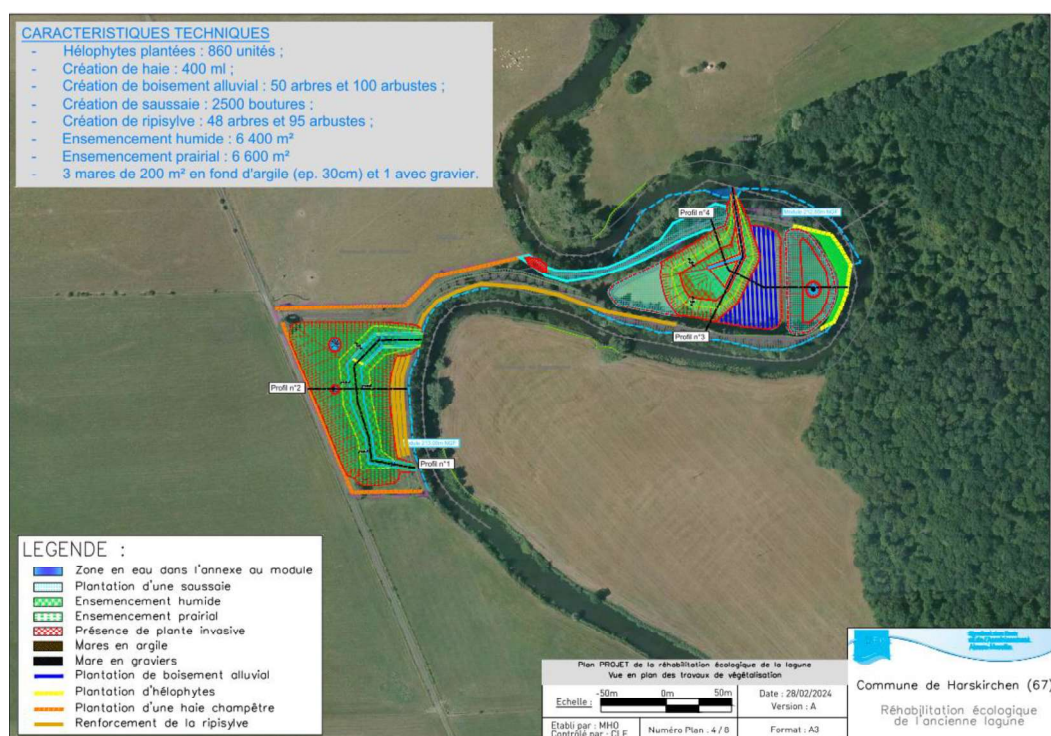 CARACTERISTIQUES TECHNIQUES
- Hélophytes plantées : 860 unités ;
- Création de haie : 400 ml ;
- Création de boisement alluvial : 50 arbres et 100 arbustes ;
- Création de saussaie : 2500 boutures ;
- Création de ripisylve : 48 arbres et 95 arbustes ;
- Ensemencement humide : 6 400 m²
- Ensemencement prairial : 6 600 m²
- 3 mares de 200 m² en fond d'argile (ep. 30cm) et 1 avec gravier.
Profil n°4
Profil n°3
Profil n°2
Profil n°1
LEGENDE :
Zone en eau dans l'annexe au module
Plantation d'une saussaie
Ensemencement humide
Ensemencement prairial
Présence de plante invasive
Mares en argile
Mare en graviers
Plantation de boisement alluvial
Plantation d'hélophytes
Plantation d'une haie champêtre
Renforcement de la ripisylve
Plan PROJET de la réhabilitation écologique de la lagune
Vue en plan des travaux de végétalisation
Echelle : -50m 0m 50m
Date : 28/02/2024
Version : A
Etabli par : MHO
Contrôlé par : CLE
Numéro Plan : 4 / 8
Format : A3
Commune de Harskirchen (67)
Réhabilitation écologique
de l'ancienne lagune